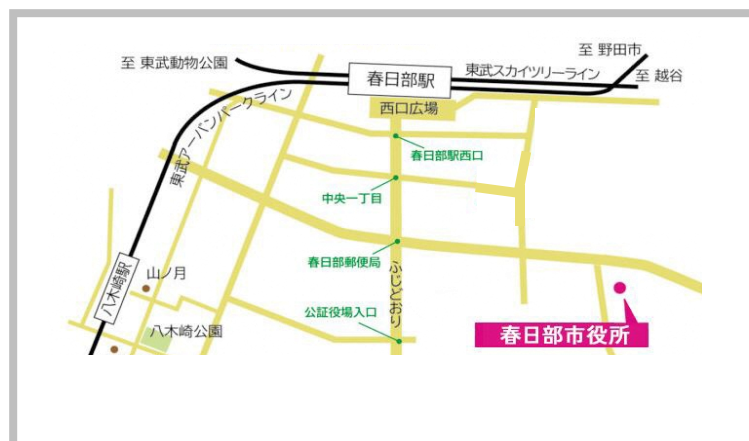 至 野田市
至 東武動物公園
東武スカイツリーライン
至 越谷
春日部駅
西口広場
東武アーバンパークライン
春日部駅西口
中央一丁目
春日部郵便局
ふじどおり
八木崎駅
山ノ月
公証役場入口
八木崎公園
春日部市役所